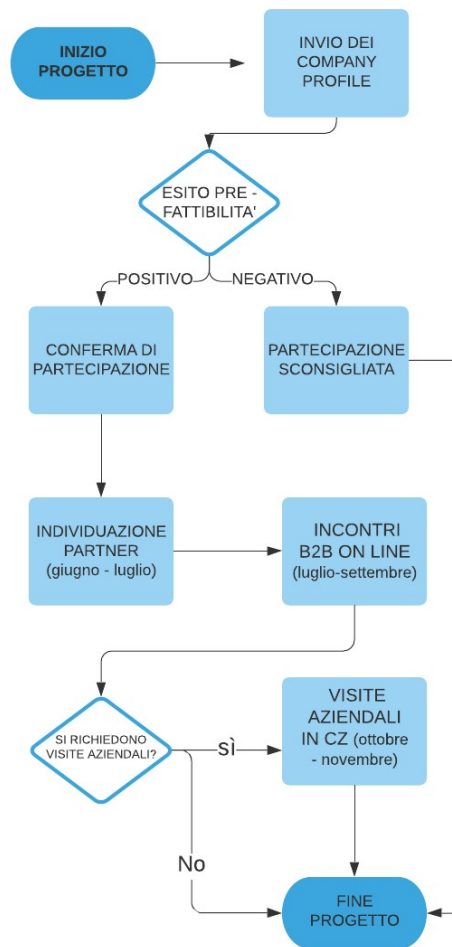 INIZIO
PROGETTO
INVIO DEI
COMPANY
PROFILE
ESITO PRE -
FATTIBILITA'
POSITIVO
NEGATIVO
CONFERMA DI
PARTECIPAZIONE
PARTECIPAZIONE
SCONSIGLIATA
INDIVIDUAZIONE
PARTNER
(giugno - luglio)
INCONTRI
B2B ON LINE
(luglio-settembre)
SI RICHIEDONO
VISITE AZIENDALI?
sì
VISITE
AZIENDALI
IN CZ (ottobre
- novembre)
No
FINE
PROGETTO